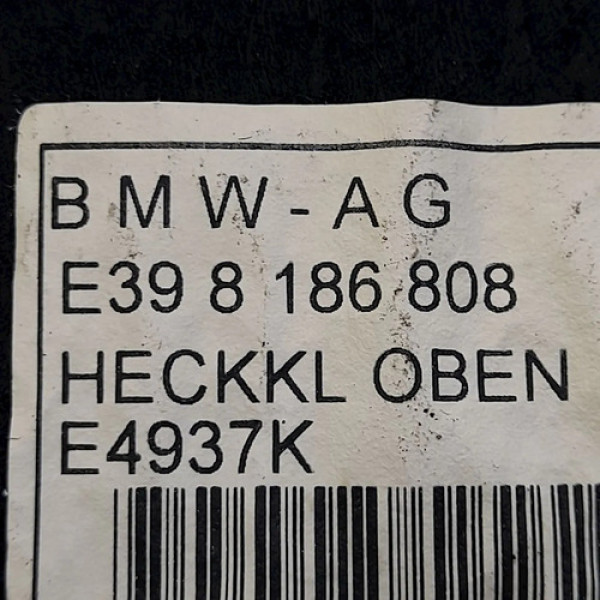 BMW-AG
E39 8 186 808
HECKKL OBEN
E4937K